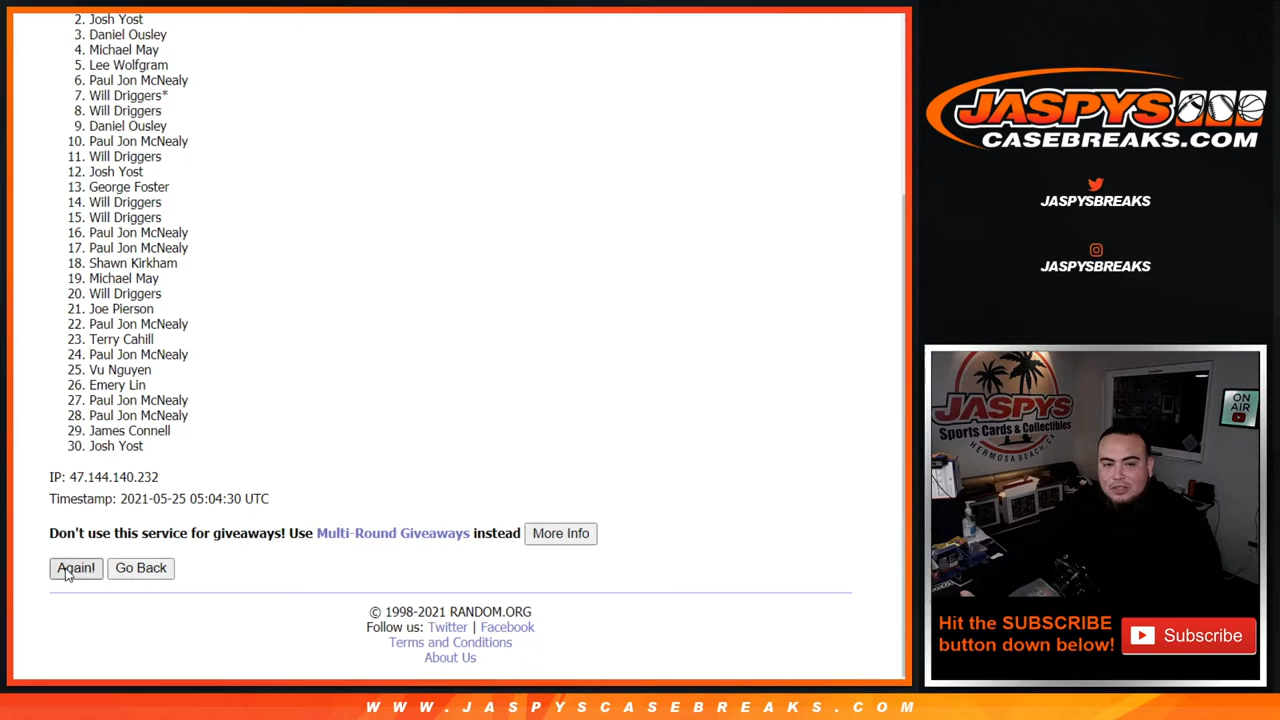 2. Josh Yost
3. Daniel Ousley
4. Michael May
5. Lee Wolfgram
6. Paul Jon McNealy
7. Will Driggers*
8. Will Driggers
9. Daniel Ousley
10. Paul Jon McNealy
11. Will Driggers
12. Josh Yost
13. George Foster
14. Will Driggers
15. Will Driggers
16. Paul Jon McNealy
17. Paul Jon McNealy
18. Shawn Kirkham
19. Michael May
20. Will Driggers
21. Joe Pierson
22. Paul Jon McNealy
23. Terry Cahill
24. Paul Jon McNealy
25. Vu Nguyen
26. Emery Lin
27. Paul Jon McNealy
28. Paul Jon McNealy
29. James Connell
30. Josh Yost
IP: 47.144.140.232
Timestamp: 2021-05-25 05:04:30 UTC
Don't use this service for giveaways! Use Multi-Round Giveaways instead More Info
Again! Go Back
© 1998-2021 RANDOM.ORG
Follow us: Twitter | Facebook
Terms and Conditions
About Us
JASPYS
CASEBREAKS.COM
JASPYSBREAKS
JASPYSBREAKS
JASPYS
Sports Cards & Collectibles
HERMOSA BEACH, CA
ON
AIR
Hit the SUBSCRIBE
button down below!
Subscribe
WWW.JASPYSCASEBREAKS.COM